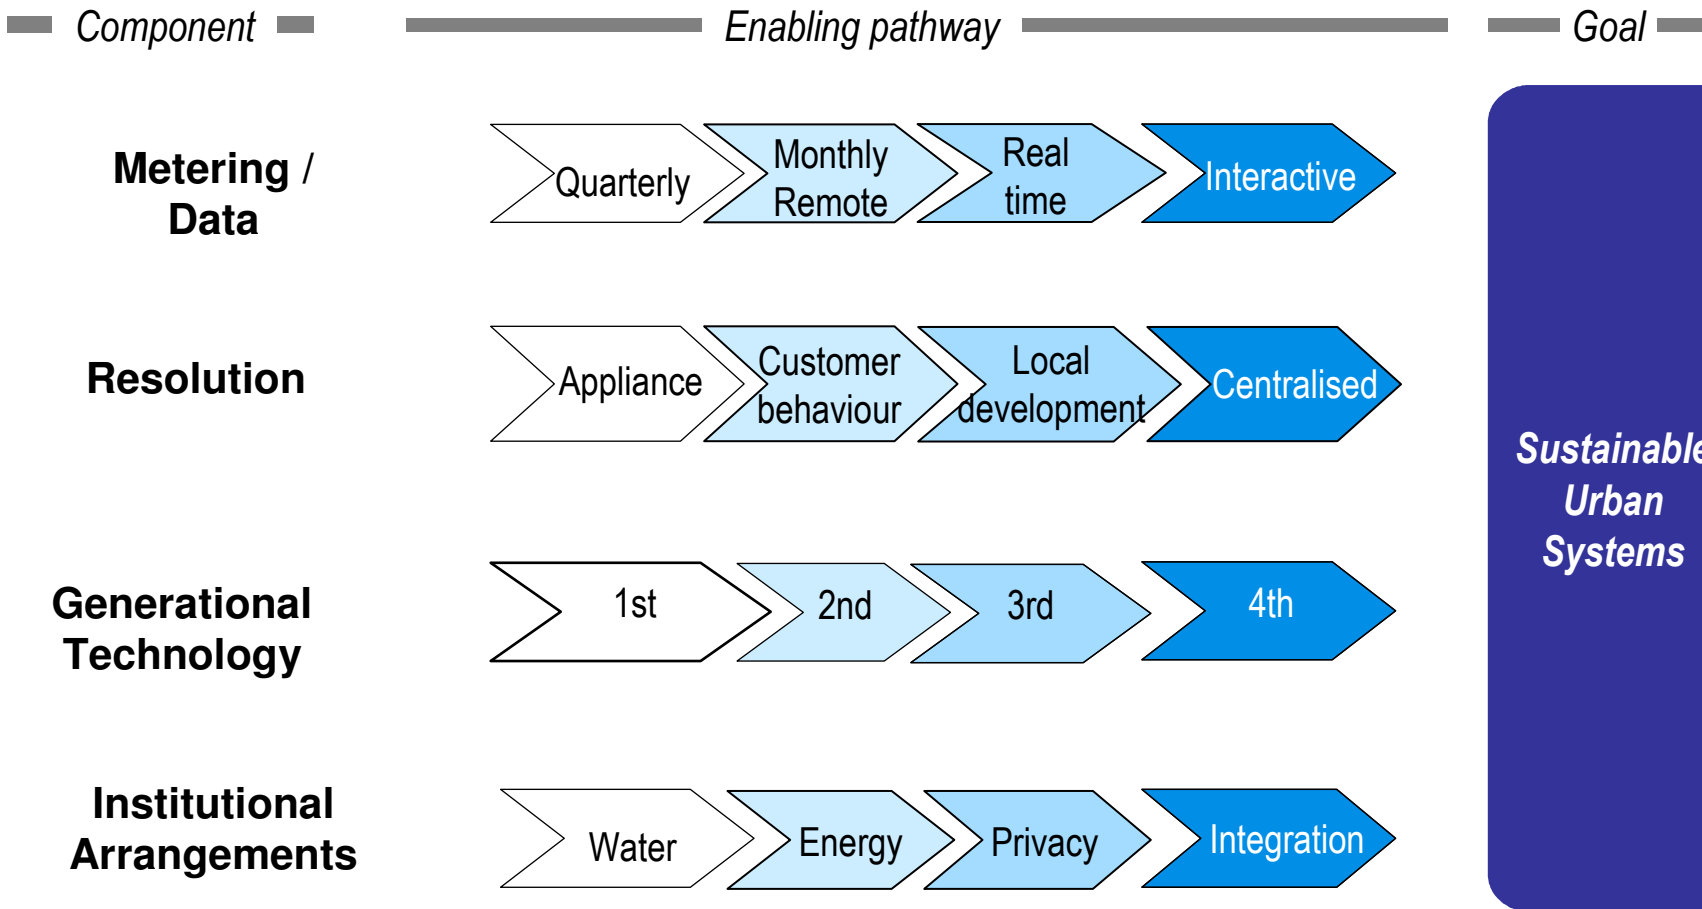 Component Enabling pathway Goal
Metering /
Data
Quarterly
Monthly
Remote
Real
time
Interactive
Resolution
Appliance
Customer
behaviour
Local
development
Centralised
Sustainable
Urban
Systems
Generational
Technology
1st
2nd
3rd
4th
Institutional
Arrangements
Water
Energy
Privacy
Integration